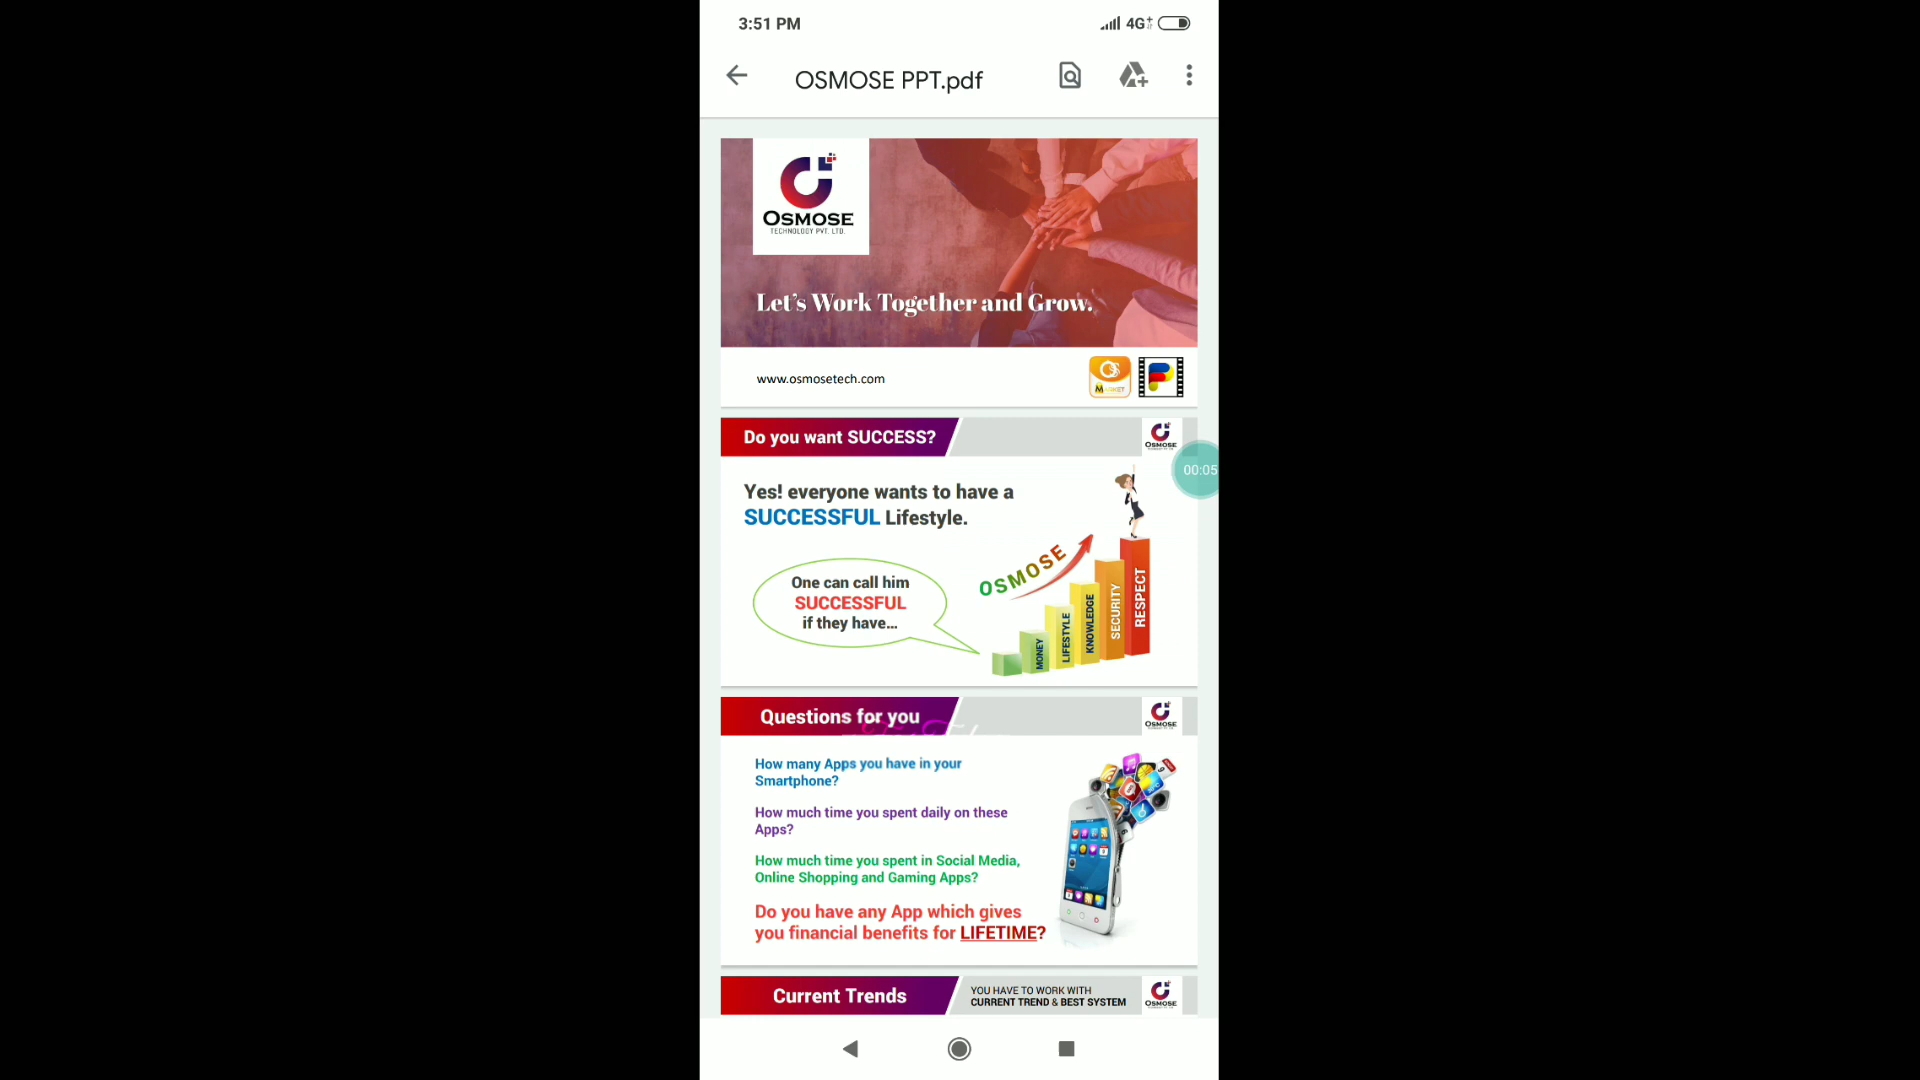 3:51 PM
4G+
OSMOSE PPT.pdf
OSMOSE
TECHNOLOGY PVT. LTD.
Let's Work Together and Grow.
www.osmosetech.com
MARKET
Do you want SUCCESS?
OSMOSE
00:05
Yes! everyone wants to have a
SUCCESSFUL Lifestyle.
One can call him
SUCCESSFUL
if they have...
OSMOSE
MONEY
LIFESTYLE
KNOWLEDGE
SECURITY
RESPECT
Questions for you
OSMOSE
How many Apps you have in your
Smartphone?
How much time you spent daily on these
Apps?
How much time you spent in Social Media,
Online Shopping and Gaming Apps?
Do you have any App which gives
you financial benefits for LIFETIME?
Current Trends
YOU HAVE TO WORK WITH
CURRENT TREND & BEST SYSTEM
OSMOSE